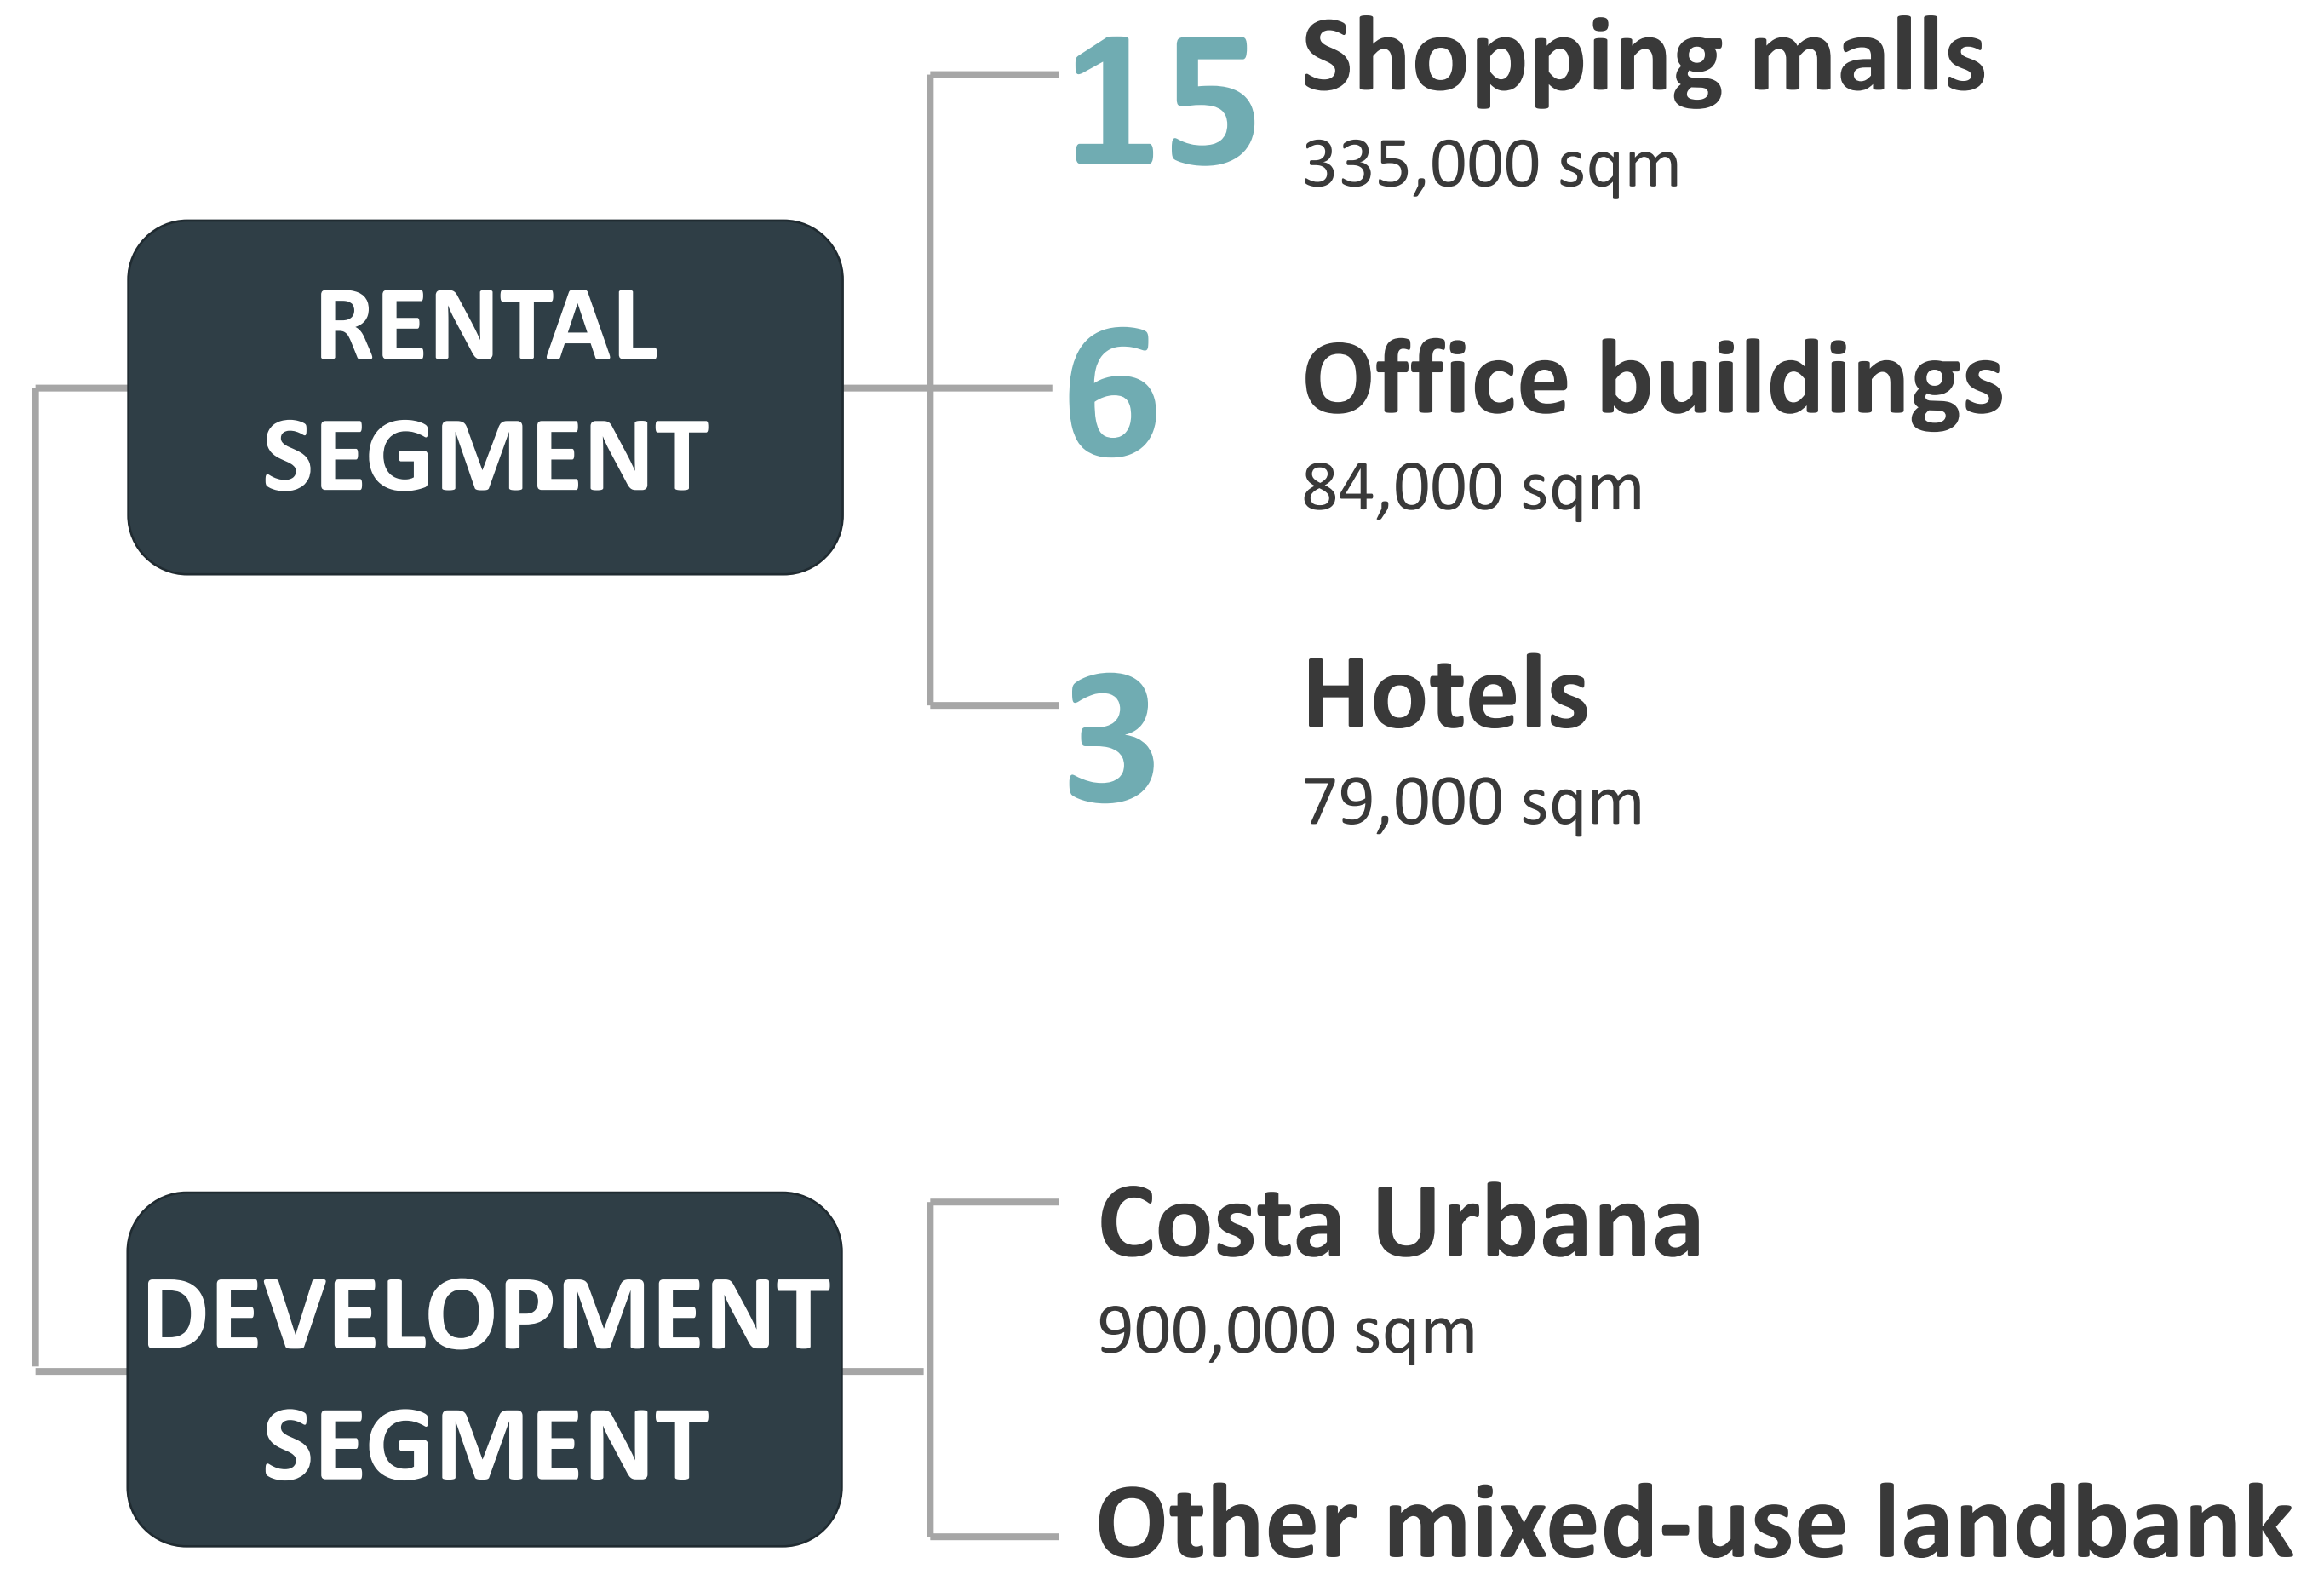 RENTAL
SEGMENT
15
Shopping malls
335,000 sqm
6
Office buildings
84,000 sqm
3
Hotels
79,000 sqm
DEVELOPMENT
SEGMENT
Costa Urbana
900,000 sqm
Other mixed-use landbank